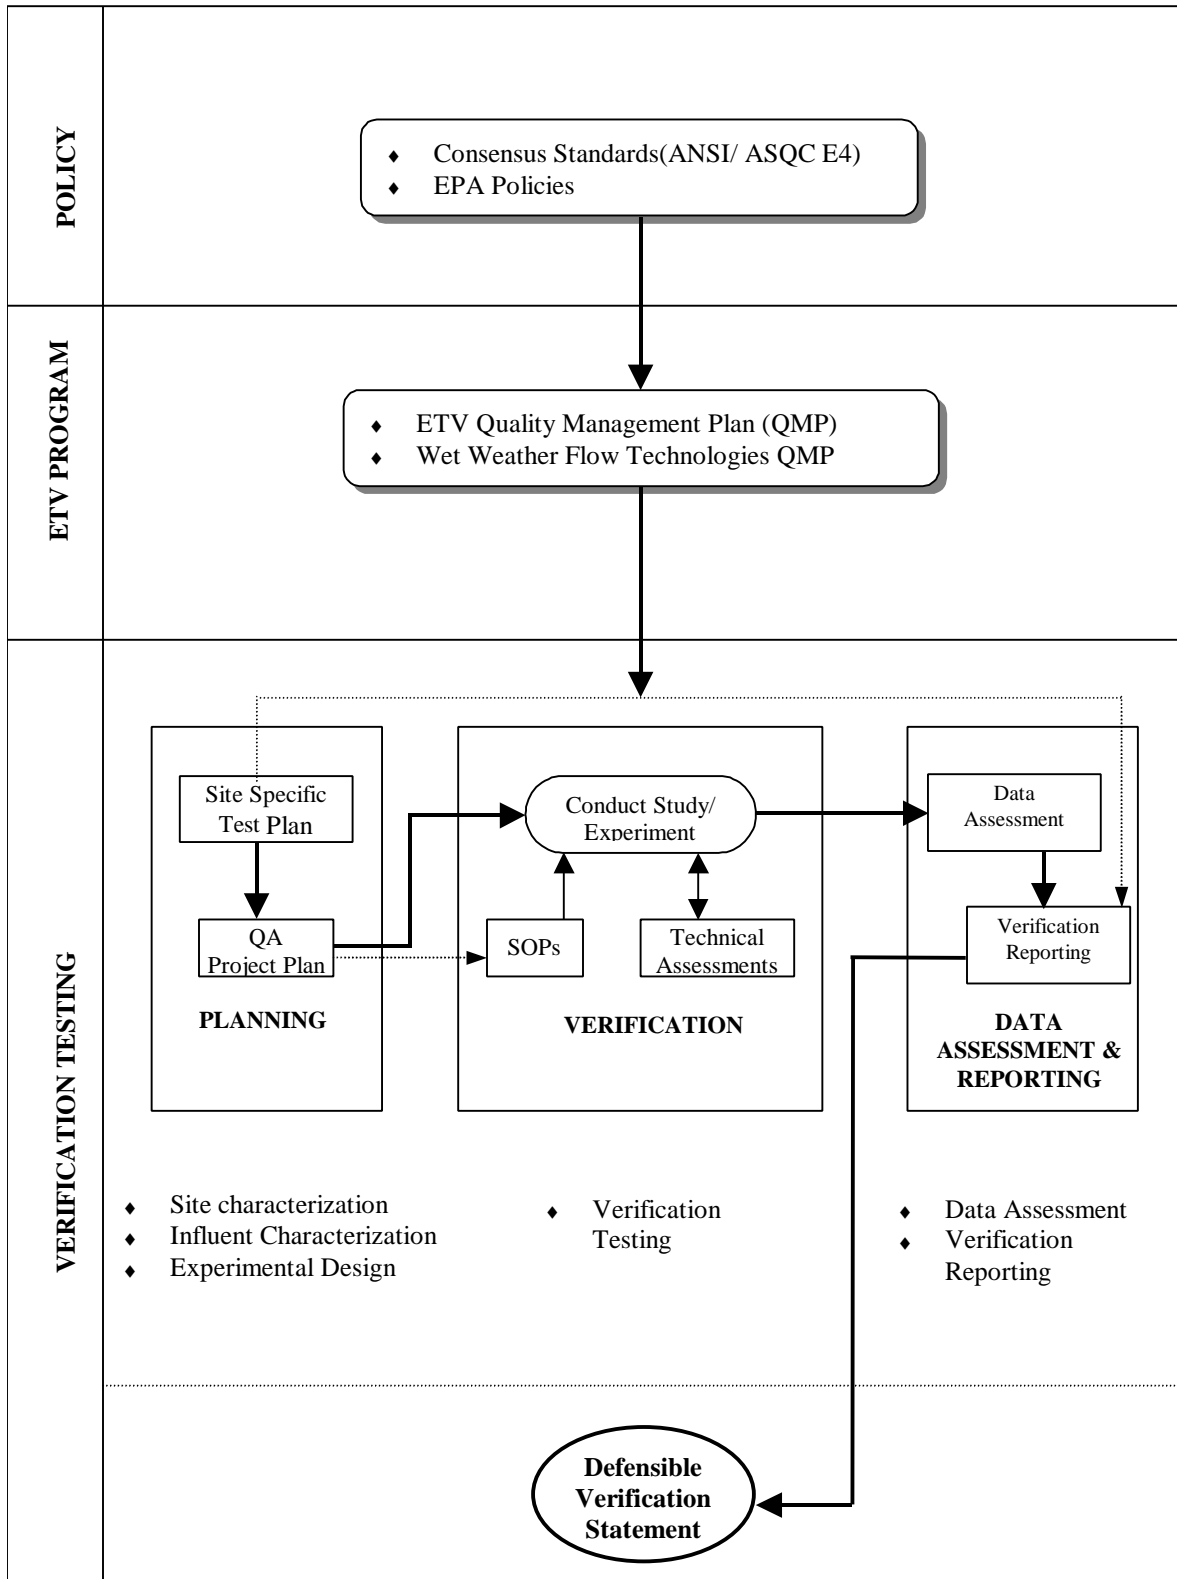 POLICY
Consensus Standards(ANSI/ ASQC E4)
EPA Policies
ETV PROGRAM
ETV Quality Management Plan (QMP)
Wet Weather Flow Technologies QMP
VERIFICATION TESTING
Site Specific
Test Plan
QA
Project Plan
PLANNING
Conduct Study/
Experiment
SOPs
Technical
Assessments
VERIFICATION
Data
Assessment
Verification
Reporting
DATA
ASSESSMENT &
REPORTING
Site characterization
Influent Characterization
Experimental Design
Verification
Testing
Data Assessment
Verification
Reporting
Defensible
Verification
Statement